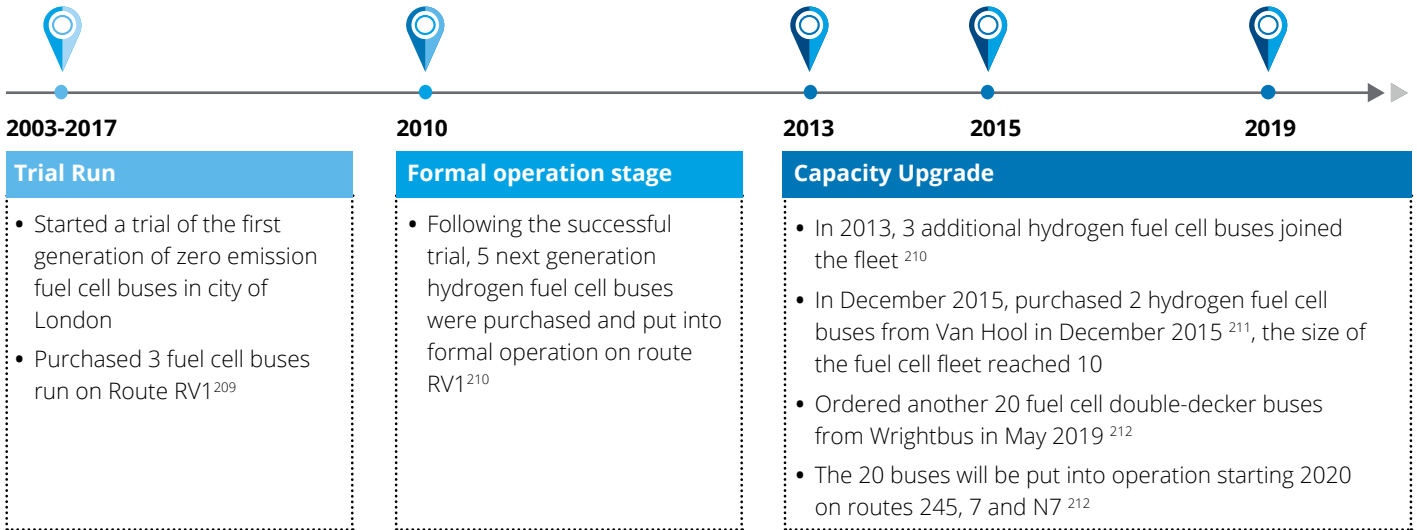 2003-2017
2010
2013
2015
2019
Trial Run
• Started a trial of the first
generation of zero emission
fuel cell buses in city of
London
• Purchased 3 fuel cell buses
run on Route RV1209
Formal operation stage
• Following the successful
trial, 5 next generation
hydrogen fuel cell buses
were purchased and put into
formal operation on route
RV1210
Capacity Upgrade
• In 2013, 3 additional hydrogen fuel cell buses joined
the fleet 210
• In December 2015, purchased 2 hydrogen fuel cell
buses from Van Hool in December 2015 211, the size of
the fuel cell fleet reached 10
• Ordered another 20 fuel cell double-decker buses
from Wrightbus in May 2019 212
• The 20 buses will be put into operation starting 2020
on routes 245, 7 and N7 212